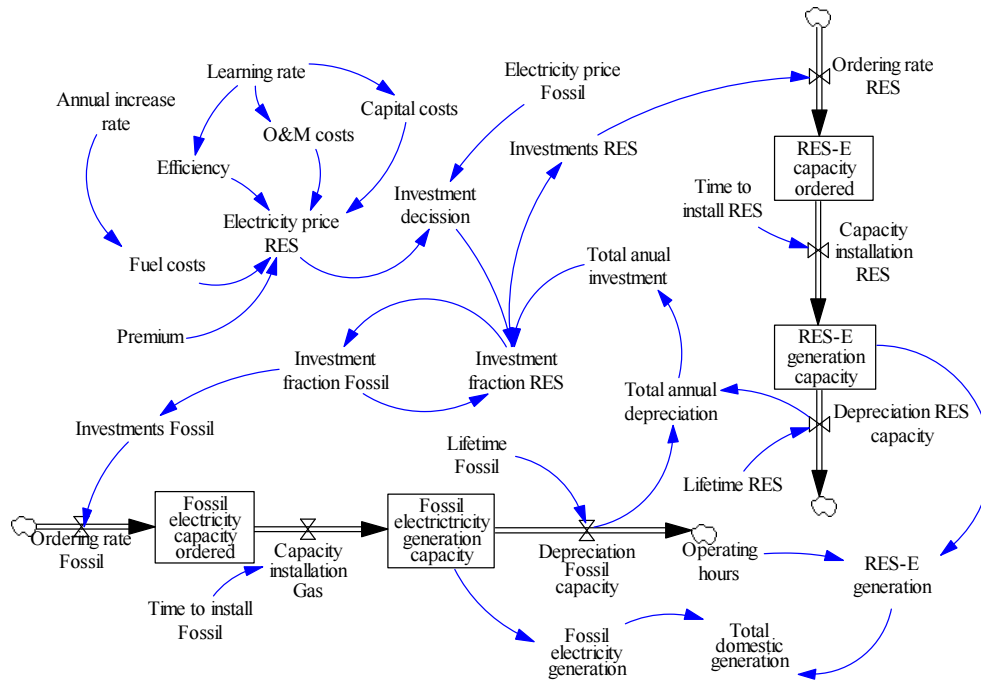 Learning rate
Annual increase
rate
O&M costs
Capital costs
Efficiency
Electricity price
RES
Fuel costs
Premium
Electricity price
Fossil
Investment
decission
Investments RES
Ordering rate
RES
RES-E
capacity
ordered
Time to
install RES
Capacity
installation
RES
Total anual
investment
RES-E
generation
capacity
Investment
fraction Fossil
Investment
fraction RES
Total annual
depreciation
Depreciation RES
capacity
Lifetime RES
Investments Fossil
Lifetime
Fossil
Ordering rate
Fossil
Fossil
electricity
capacity
ordered
Capacity
installation
Gas
Time to install
Fossil
Fossil
electrictricity
generation
capacity
Depreciation
Fossil
capacity
Operating
hours
RES-E
generation
Fossil
electricity
generation
Total
domestic
generation